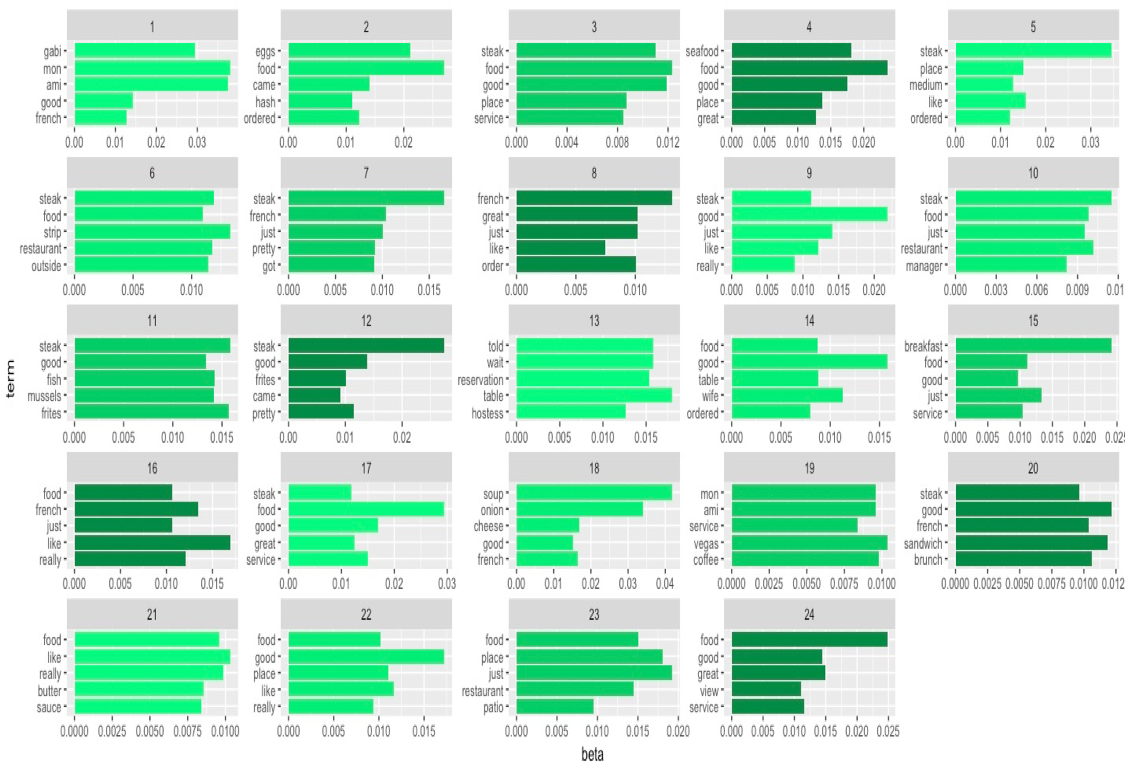 1 2 3 4 5
gabi eggs steak seafood steak
mon food food food place
ami came good good medium
good hash place place like
french ordered service great ordered
0.00 0.01 0.02 0.03 0.00 0.01 0.02 0.000 0.004 0.008 0.012 0.000 0.005 0.010 0.015 0.020 0.00 0.01 0.02 0.03
6 7 8 9 10
steak steak french steak steak
food french great good food
strip just just just just
restaurant pretty like like restaurant
outside got order really manager
0.000 0.005 0.010 0.000 0.005 0.010 0.015 0.000 0.005 0.010 0.000 0.005 0.010 0.015 0.020 0.000 0.003 0.006 0.009 0.01
11 12 13 14 15
steak steak told food breakfast
good good wait good food
fish frites reservation table good
mussels came table wife just
frites pretty hostess ordered service
0.000 0.005 0.010 0.015 0.00 0.01 0.02 0.000 0.005 0.010 0.015 0.000 0.005 0.010 0.015 0.000 0.005 0.010 0.015 0.020 0.025
term
16 17 18 19 20
food steak soup mon steak
french food onion ami good
just good cheese service french
like great good vegas sandwich
really service french coffee brunch
0.000 0.005 0.010 0.015 0.00 0.01 0.02 0.03 0.00 0.01 0.02 0.03 0.04 0.0000 0.0025 0.0050 0.0075 0.0100 0.0000 0.0025 0.0050 0.0075 0.0100 0.0125
21 22 23 24
food food food food
like good place good
really place just great
butter like restaurant view
sauce really patio service
0.0000 0.0025 0.0050 0.0075 0.0100 0.000 0.005 0.010 0.015 0.000 0.005 0.010 0.015 0.020 0.000 0.005 0.010 0.015 0.020 0.025
beta